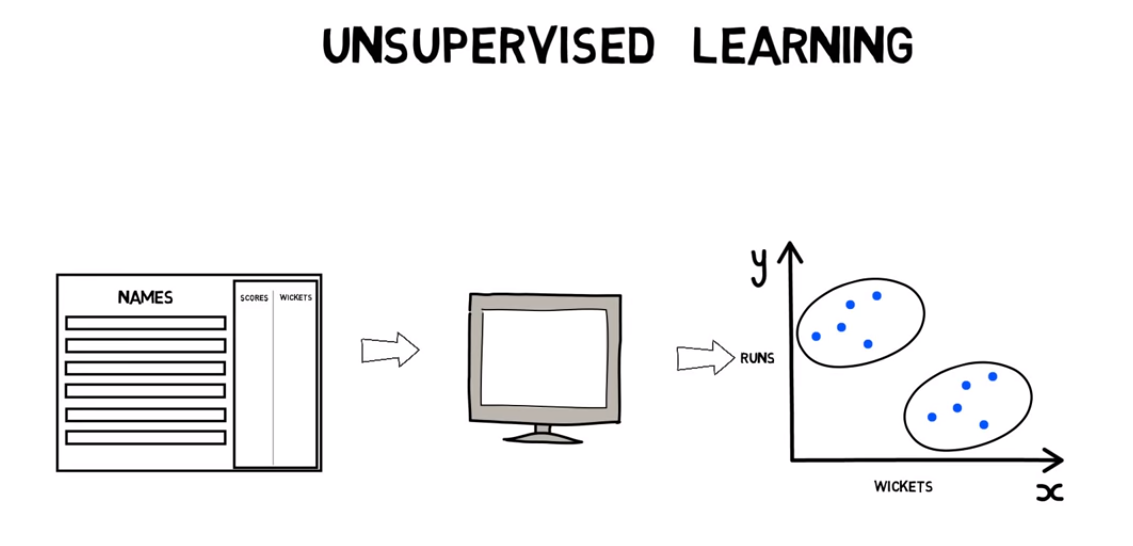 UNSUPERVISED LEARNING
NAMES
SCORES WICKETS
y
RUNS
WICKETS
x